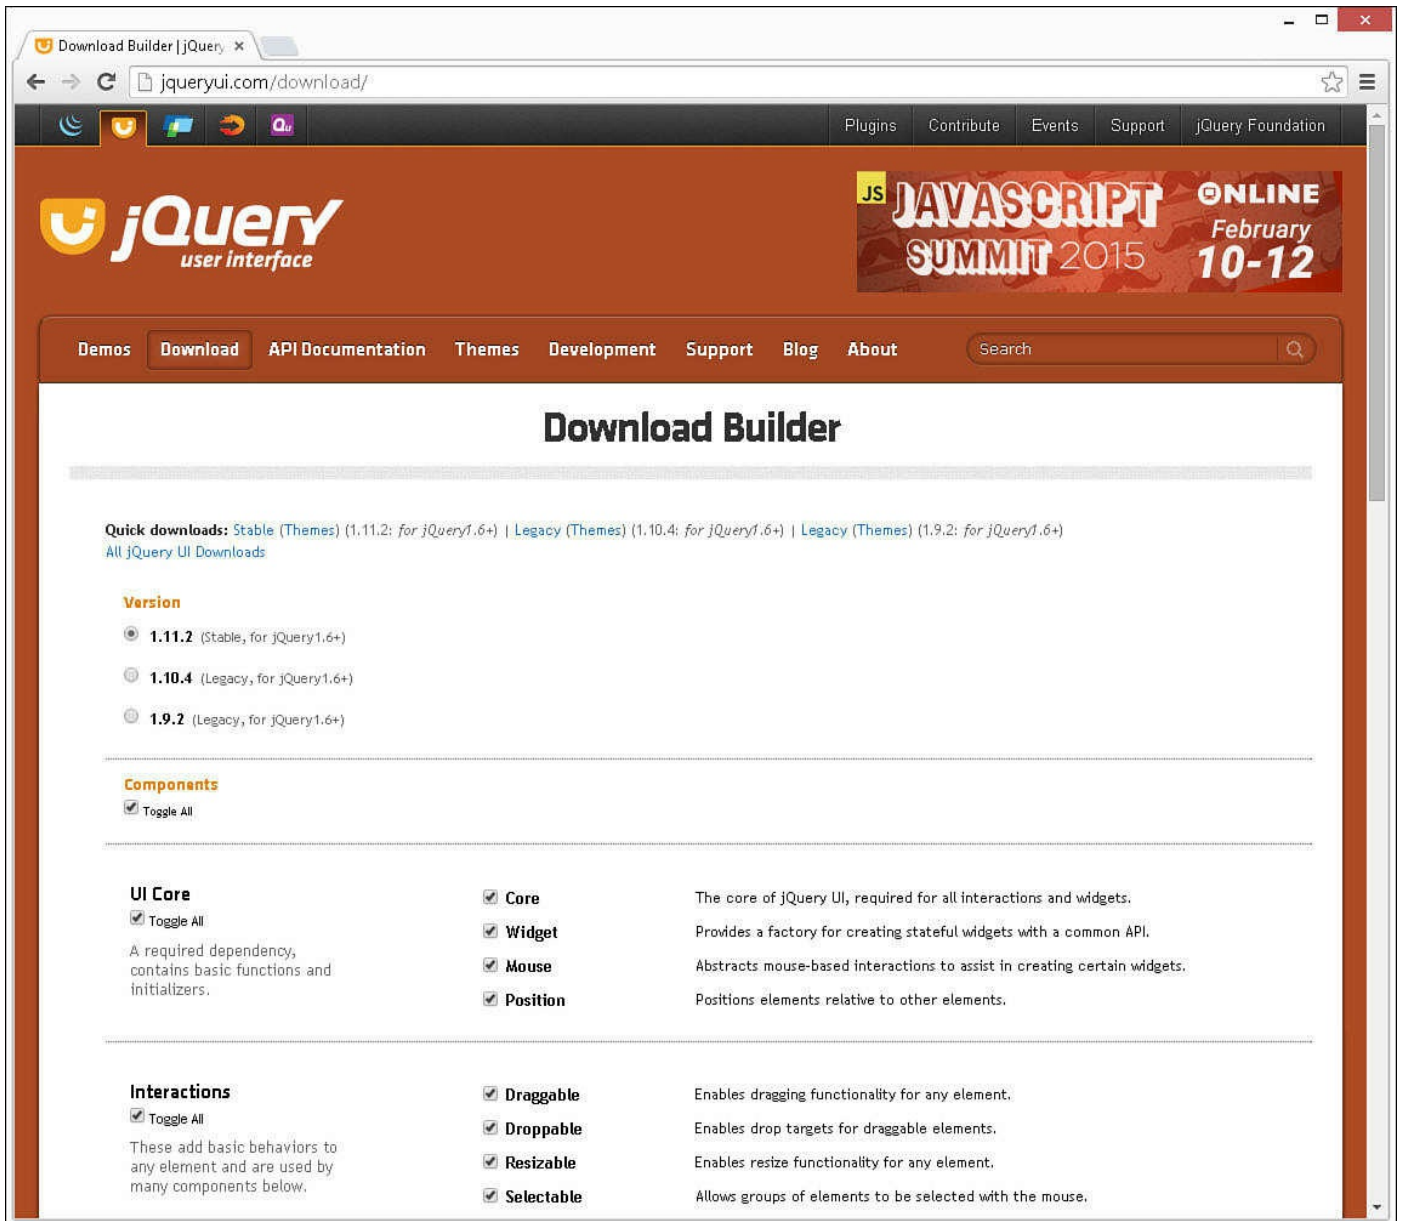 Download Builder | jQuery
jqueryui.com/download/
Qu
Plugins Contribute Events Support jQuery Foundation
jQuery
user interface
JS JAVASCRIPT
SUMMIT 2015
ONLINE
February
10-12
Demos Download API Documentation Themes Development Support Blog About Search
Download Builder
Quick downloads: Stable (Themes) (1.11.2: for jQuery1.6+) | Legacy (Themes) (1.10.4: for jQuery1.6+) | Legacy (Themes) (1.9.2: for jQuery1.6+)
All jQuery UI Downloads
Version
1.11.2 (Stable, for jQuery1.6+)
1.10.4 (Legacy, for jQuery1.6+)
1.9.2 (Legacy, for jQuery1.6+)
Components
Toggle All
UI Core
Toggle All
A required dependency,
contains basic functions and
initializers.
Core The core of jQuery UI, required for all interactions and widgets.
Widget Provides a factory for creating stateful widgets with a common API.
Mouse Abstracts mouse-based interactions to assist in creating certain widgets.
Position Positions elements relative to other elements.
Interactions
Toggle All
These add basic behaviors to
any element and are used by
many components below.
Draggable Enables dragging functionality for any element.
Droppable Enables drop targets for draggable elements.
Resizable Enables resize functionality for any element.
Selectable Allows groups of elements to be selected with the mouse.